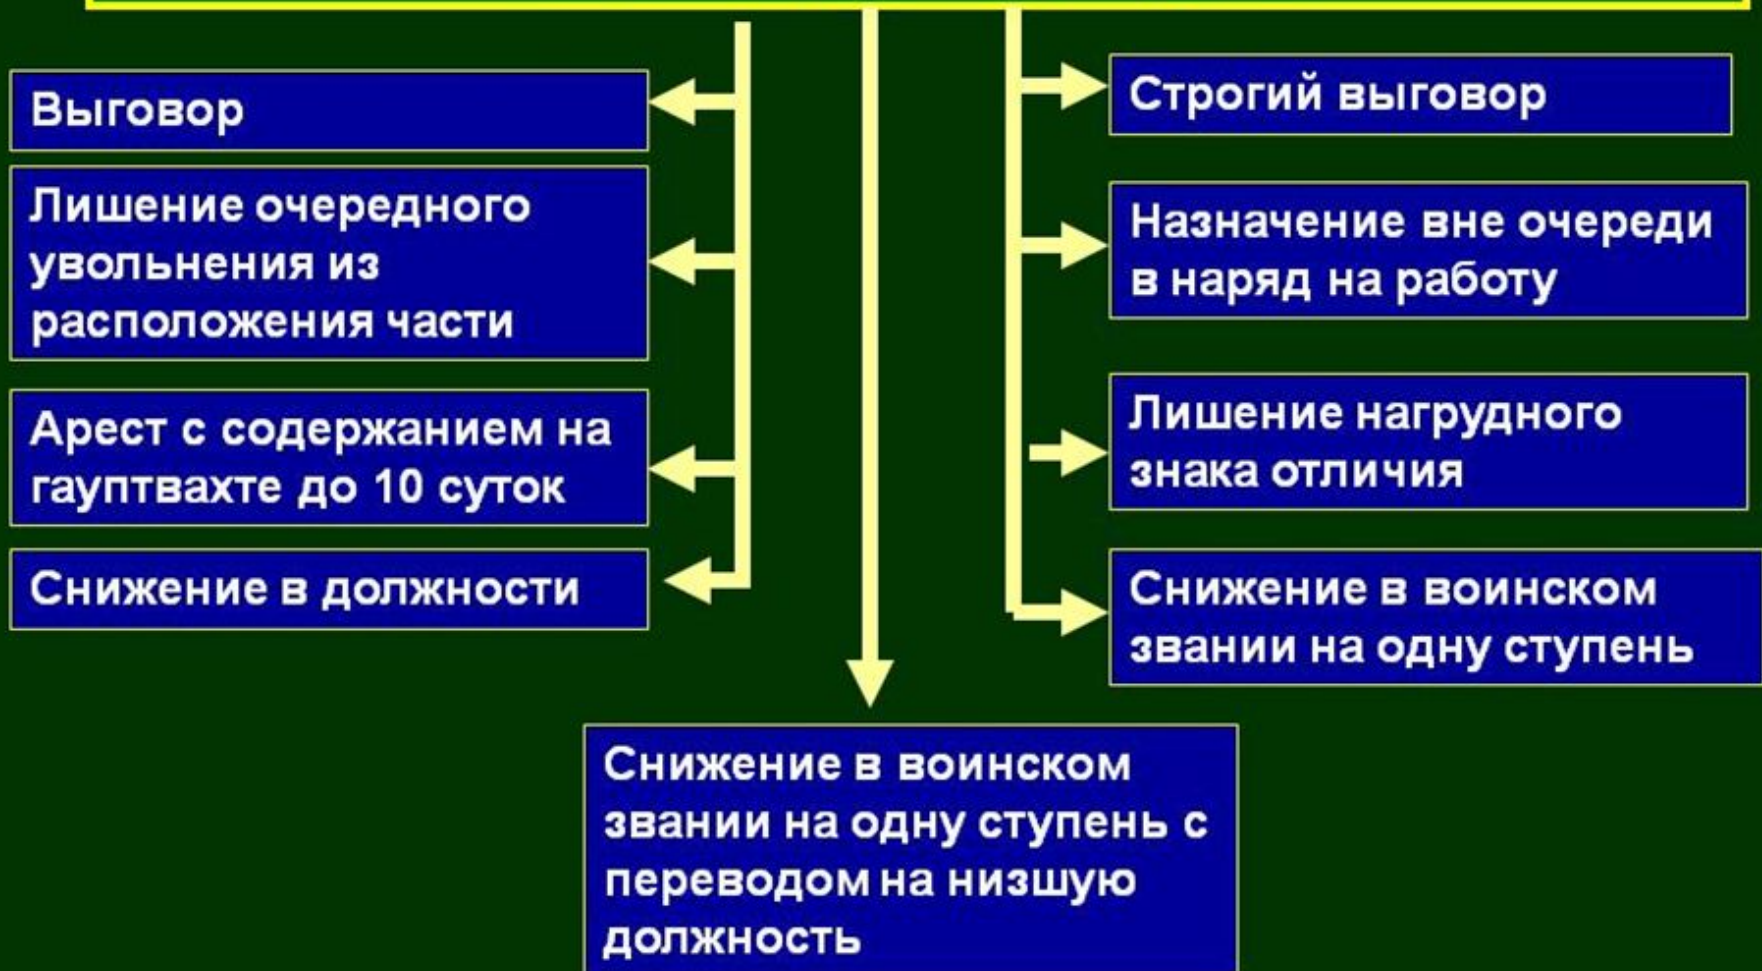 Выговор
Лишение очередного
увольнения из
расположения части
Арест с содержанием на
гауптвахте до 10 суток
Снижение в должности
Строгий выговор
Назначение вне очереди
в наряд на работу
Лишение нагрудного
знака отличия
Снижение в воинском
звании на одну ступень
Снижение в воинском
звании на одну ступень с
переводом на низшую
должность